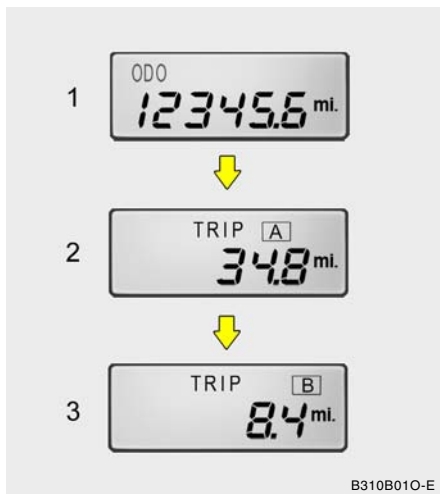 1
ODO
12345.6 mi.
2
TRIP A
34.8 mi.
3
TRIP B
8.4 mi.
B310B01O-E